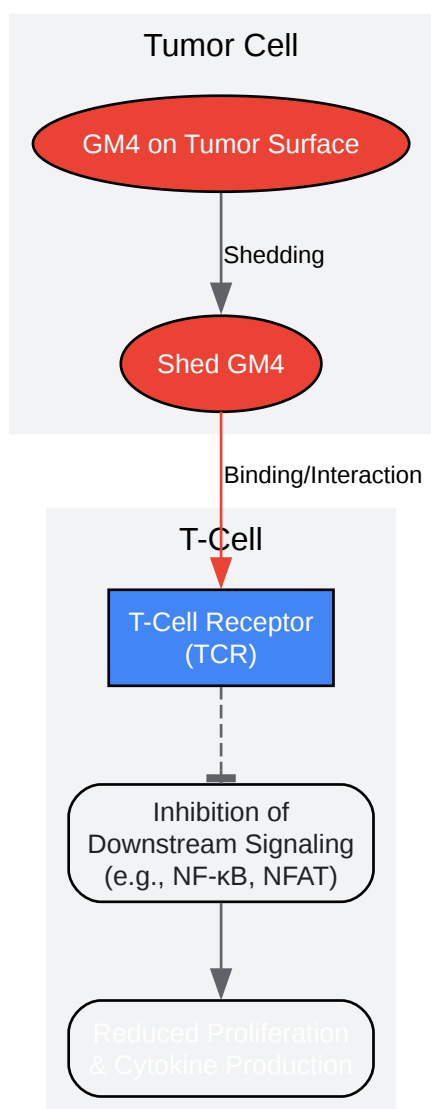 Tumor Cell
GM4 on Tumor Surface
Shedding
Shed GM4
Binding/Interaction
T-Cell
T-Cell Receptor
(TCR)
Inhibition of
Downstream Signaling
(e.g., NF-κB, NFAT)
Reduced Proliferation
& Cytokine Production